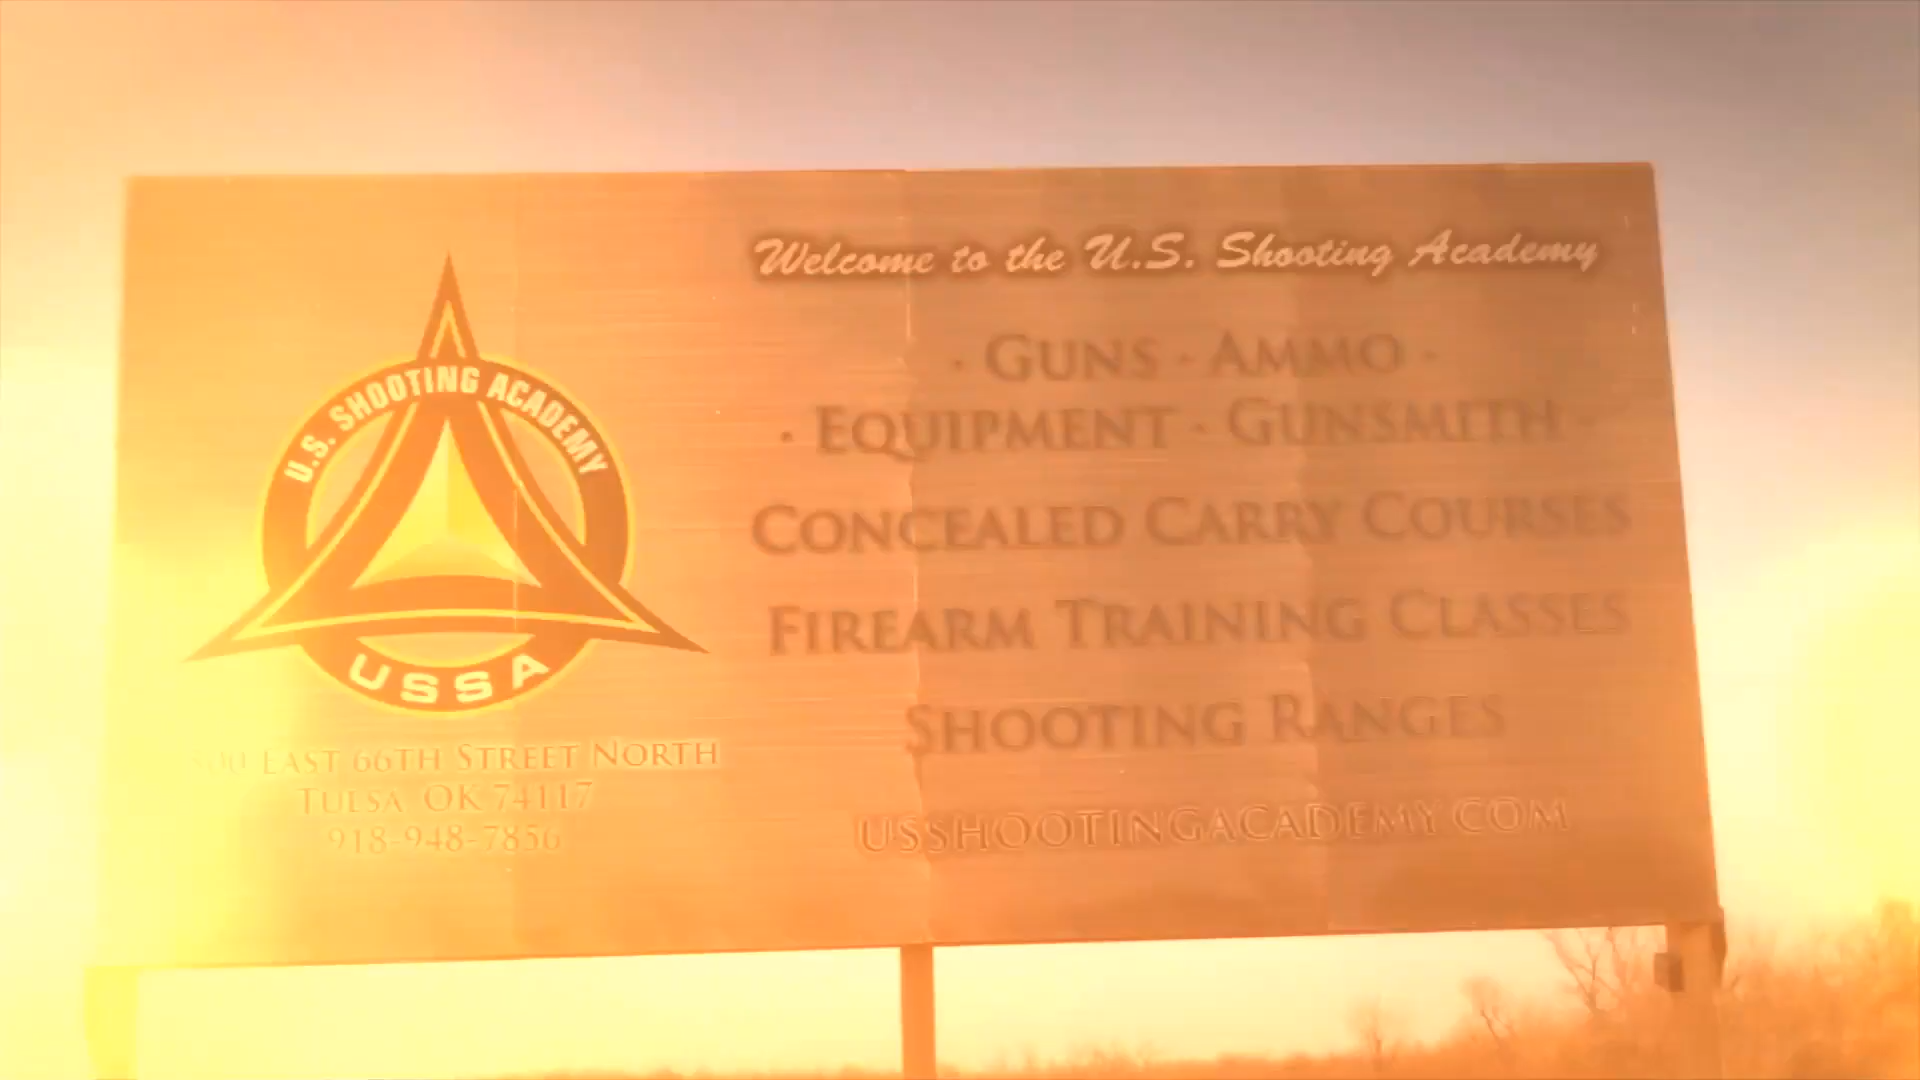 U.S. SHOOTING ACADEMY
USSA
EAST 66TH STREET NORTH
TULSA OK 74117
918-948-7856
Welcome to the U.S. Shooting Academy
· GUNS - AMMO -
· EQUIPMENT - GUNSMITH -
CONCEALED CARRY COURSES
FIREARM TRAINING CLASSES
SHOOTING RANGES
USSHOOTINGACADEMY.COM